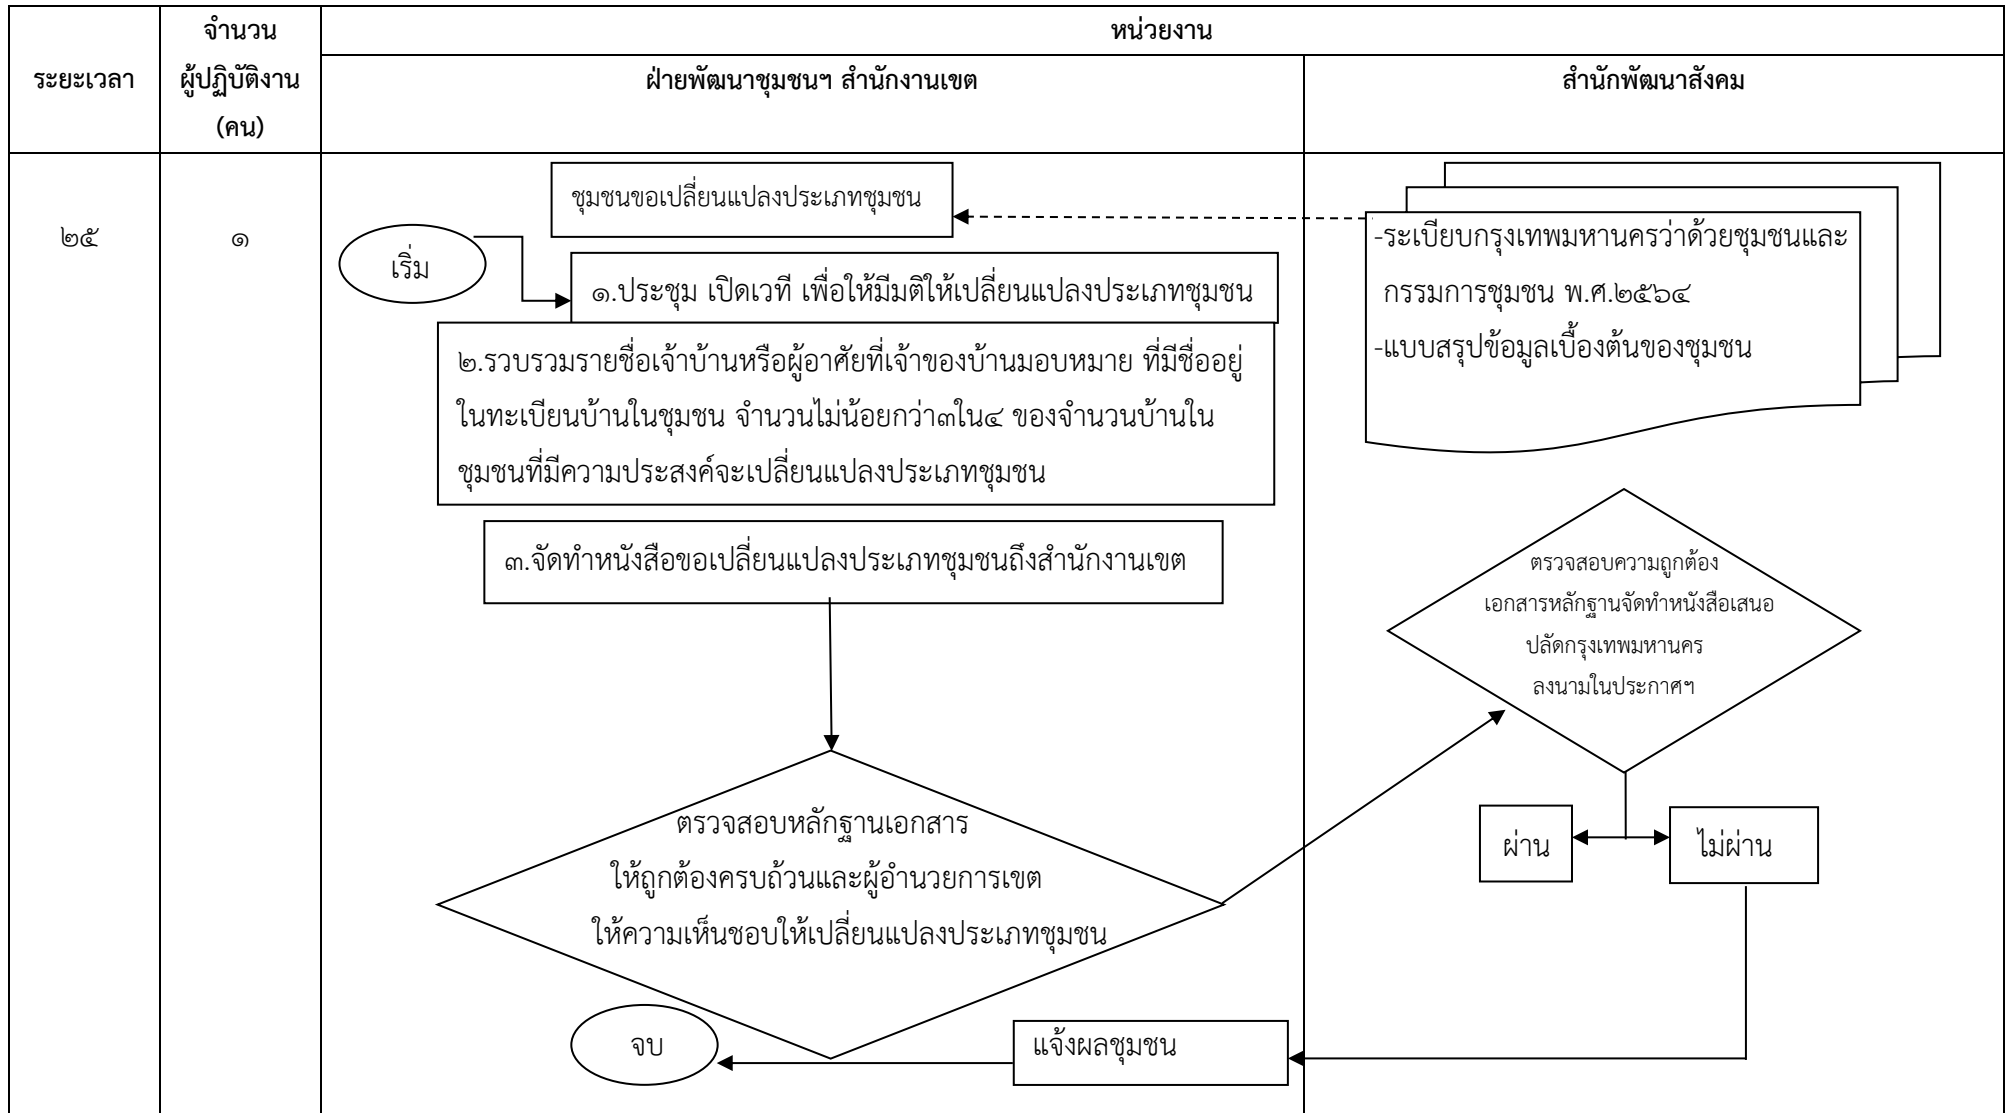 ระยะเวลา
จำนวน
ผู้ปฏิบัติงาน
(คน)
หน่วยงาน
ฝ่ายพัฒนาชุมชนฯ สำนักงานเขต
สำนักพัฒนาสังคม
๒๕
๑
ชุมชนขอเปลี่ยนแปลงประเภทชุมชน
เริ่ม
๑.ประชุม เปิดเวที เพื่อให้มีมติให้เปลี่ยนแปลงประเภทชุมชน
๒.รวบรวมรายชื่อเจ้าบ้านหรือผู้อาศัยที่เจ้าของบ้านมอบหมาย ที่มีชื่ออยู่
ในทะเบียนบ้านในชุมชน จำนวนไม่น้อยกว่า๓ใน๔ ของจำนวนบ้านใน
ชุมชนที่มีความประสงค์จะเปลี่ยนแปลงประเภทชุมชน
๓.จัดทำหนังสือขอเปลี่ยนแปลงประเภทชุมชนถึงสำนักงานเขต
-ระเบียบกรุงเทพมหานครว่าด้วยชุมชนและ
กรรมการชุมชน พ.ศ.๒๕๖๔
-แบบสรุปข้อมูลเบื้องต้นของชุมชน
ตรวจสอบความถูกต้อง
เอกสารหลักฐานจัดทำหนังสือเสนอ
ปลัดกรุงเทพมหานคร
ลงนามในประกาศฯ
ตรวจสอบหลักฐานเอกสาร
ให้ถูกต้องครบถ้วนและผู้อำนวยการเขต
ให้ความเห็นชอบให้เปลี่ยนแปลงประเภทชุมชน
ผ่าน
ไม่ผ่าน
แจ้งผลชุมชน
จบ